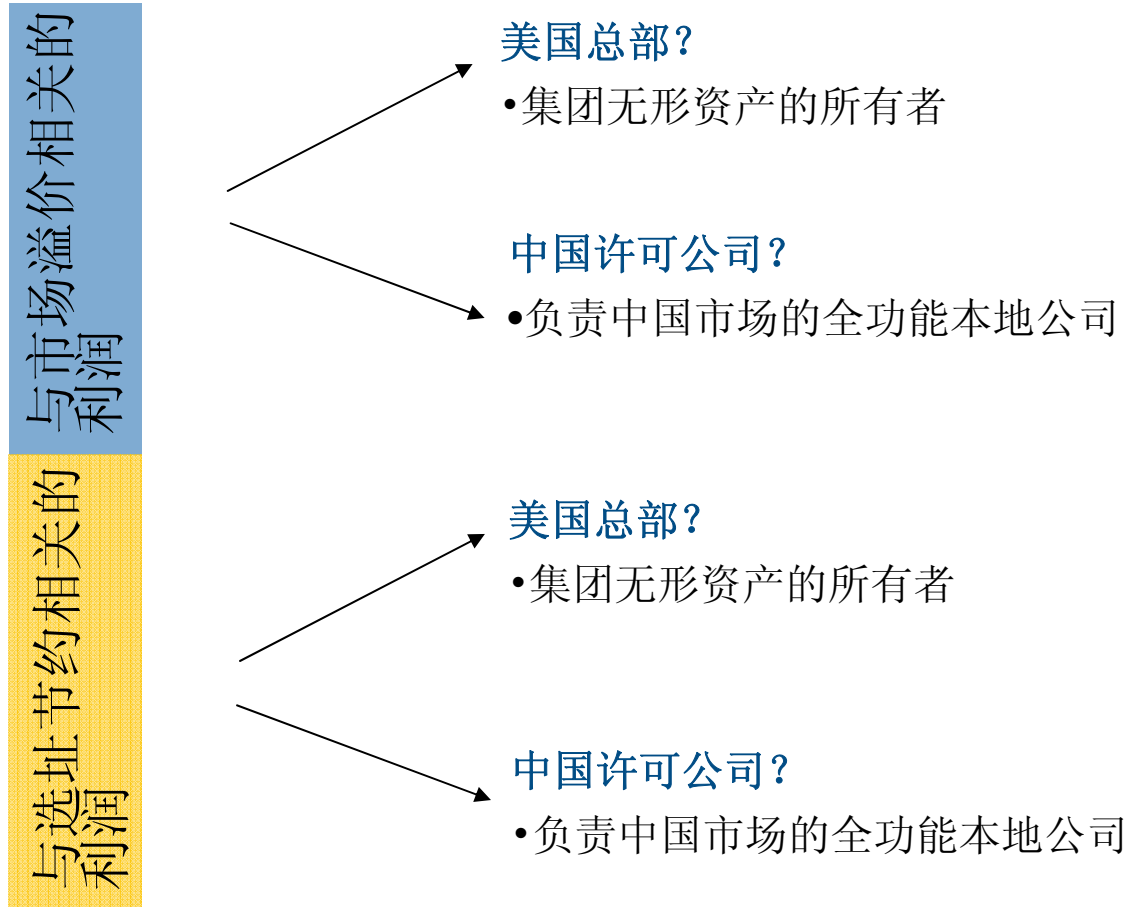 与市场溢价相关的
利润
美国总部？
•集团无形资产的所有者
中国许可公司？
•负责中国市场的全功能本地公司
与选址节约相关的
利润
美国总部？
•集团无形资产的所有者
中国许可公司？
•负责中国市场的全功能本地公司